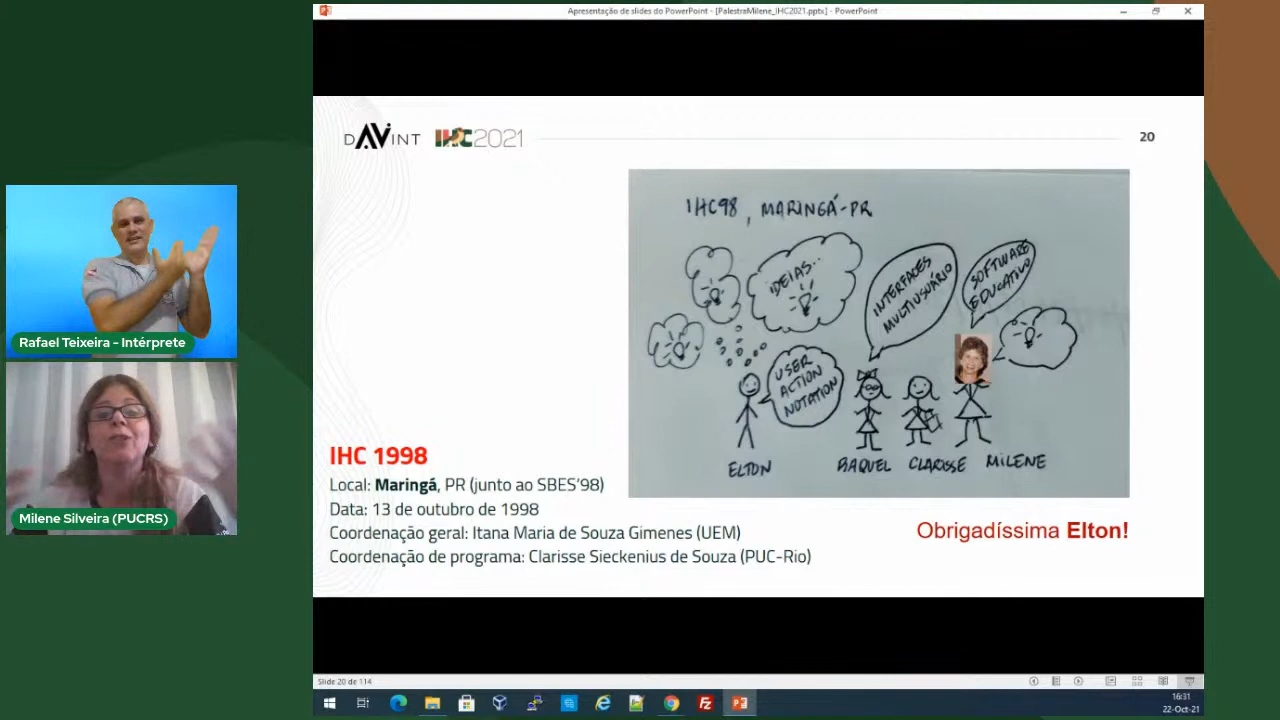 Apresentação de slides do PowerPoint - [PalestraMilene_IHC2021.pptx] - PowerPoint
DAVINT IHC2021
20
IHC98, MARINGÁ-PR
IDEIAS...
INTERFACES
MULTIUSUÁRIO
SOFTWARE
EDUCATIVO
USER
ACTION
NOTATION
ELTON RAQUEL CLARISSE MILENE
Rafael Teixeira - Intérprete
Milene Silveira (PUCRS)
IHC 1998
Local: Maringá, PR (junto ao SBES'98)
Data: 13 de outubro de 1998
Coordenação geral: Itana Maria de Souza Gimenes (UEM)
Coordenação de programa: Clarisse Sieckenius de Souza (PUC-Rio)
Obrigadíssima Elton!
Slide 20 de 114
16:31
22-Oct-21